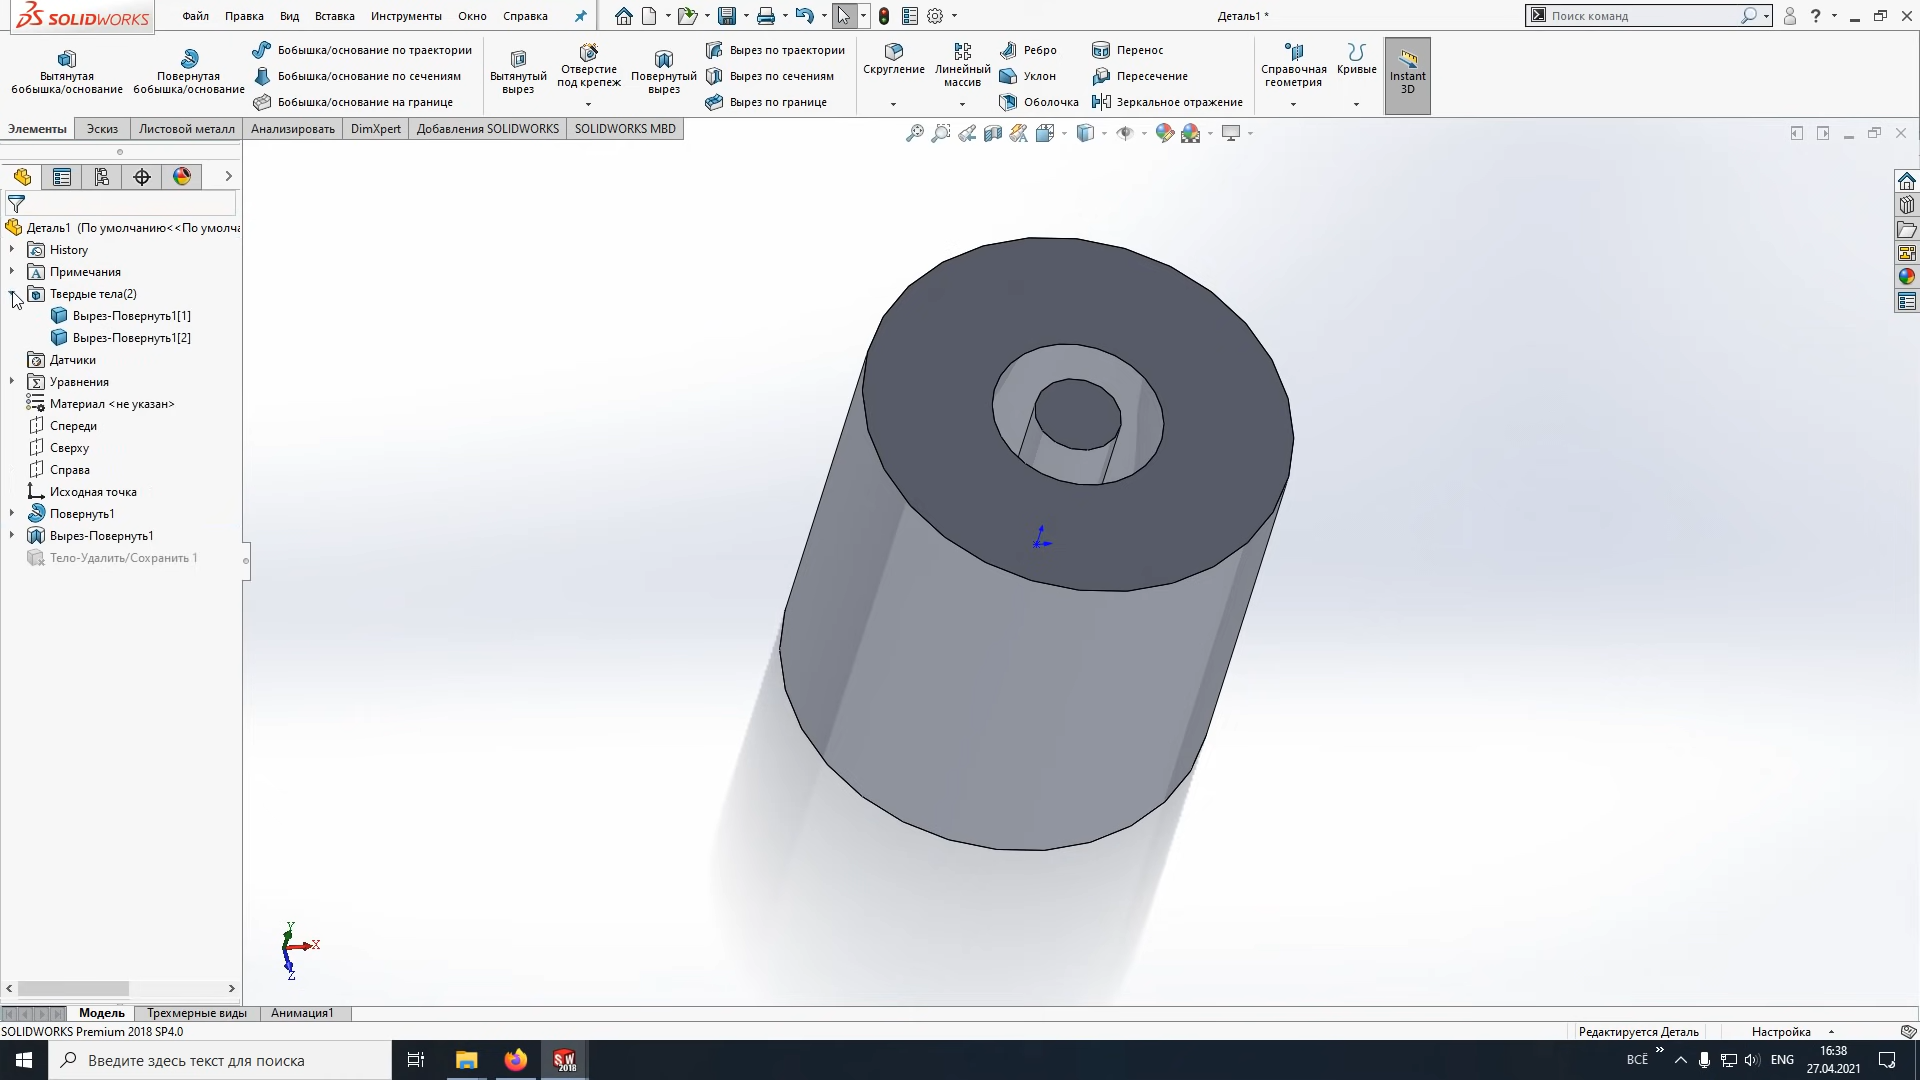 SOLIDWORKS
Файл Правка Вид Вставка Инструменты Окно Справка
Деталь1 *
Поиск команд
Вытянутая бобышка/основание
Повернутая бобышка/основание
Бобышка/основание по траектории
Бобышка/основание по сечениям
Бобышка/основание на границе
Вытянутый вырез
Отверстие под крепеж
Повернутый вырез
Вырез по траектории
Вырез по сечениям
Вырез по границе
Скругление
Линейный массив
Ребро
Уклон
Оболочка
Перенос
Пересечение
Зеркальное отражение
Справочная геометрия
Кривые
Instant 3D
Элементы Эскиз Листовой металл Анализировать DimXpert Добавления SOLIDWORKS SOLIDWORKS MBD
Деталь1 (По умолчанию<<По умолча
History
Примечания
Твердые тела(2)
Вырез-Повернуть1[1]
Вырез-Повернуть1[2]
Датчики
Уравнения
Материал <не указан>
Спереди
Сверху
Справа
Исходная точка
Повернуть1
Вырез-Повернуть1
Тело-Удалить/Сохранить 1
Y
X
Z
Модель Трехмерные виды Анимация1
SOLIDWORKS Premium 2018 SP4.0
Редактируется Деталь Настройка
Введите здесь текст для поиска
SW
2018
ВСЁ
ENG
16:38
27.04.2021